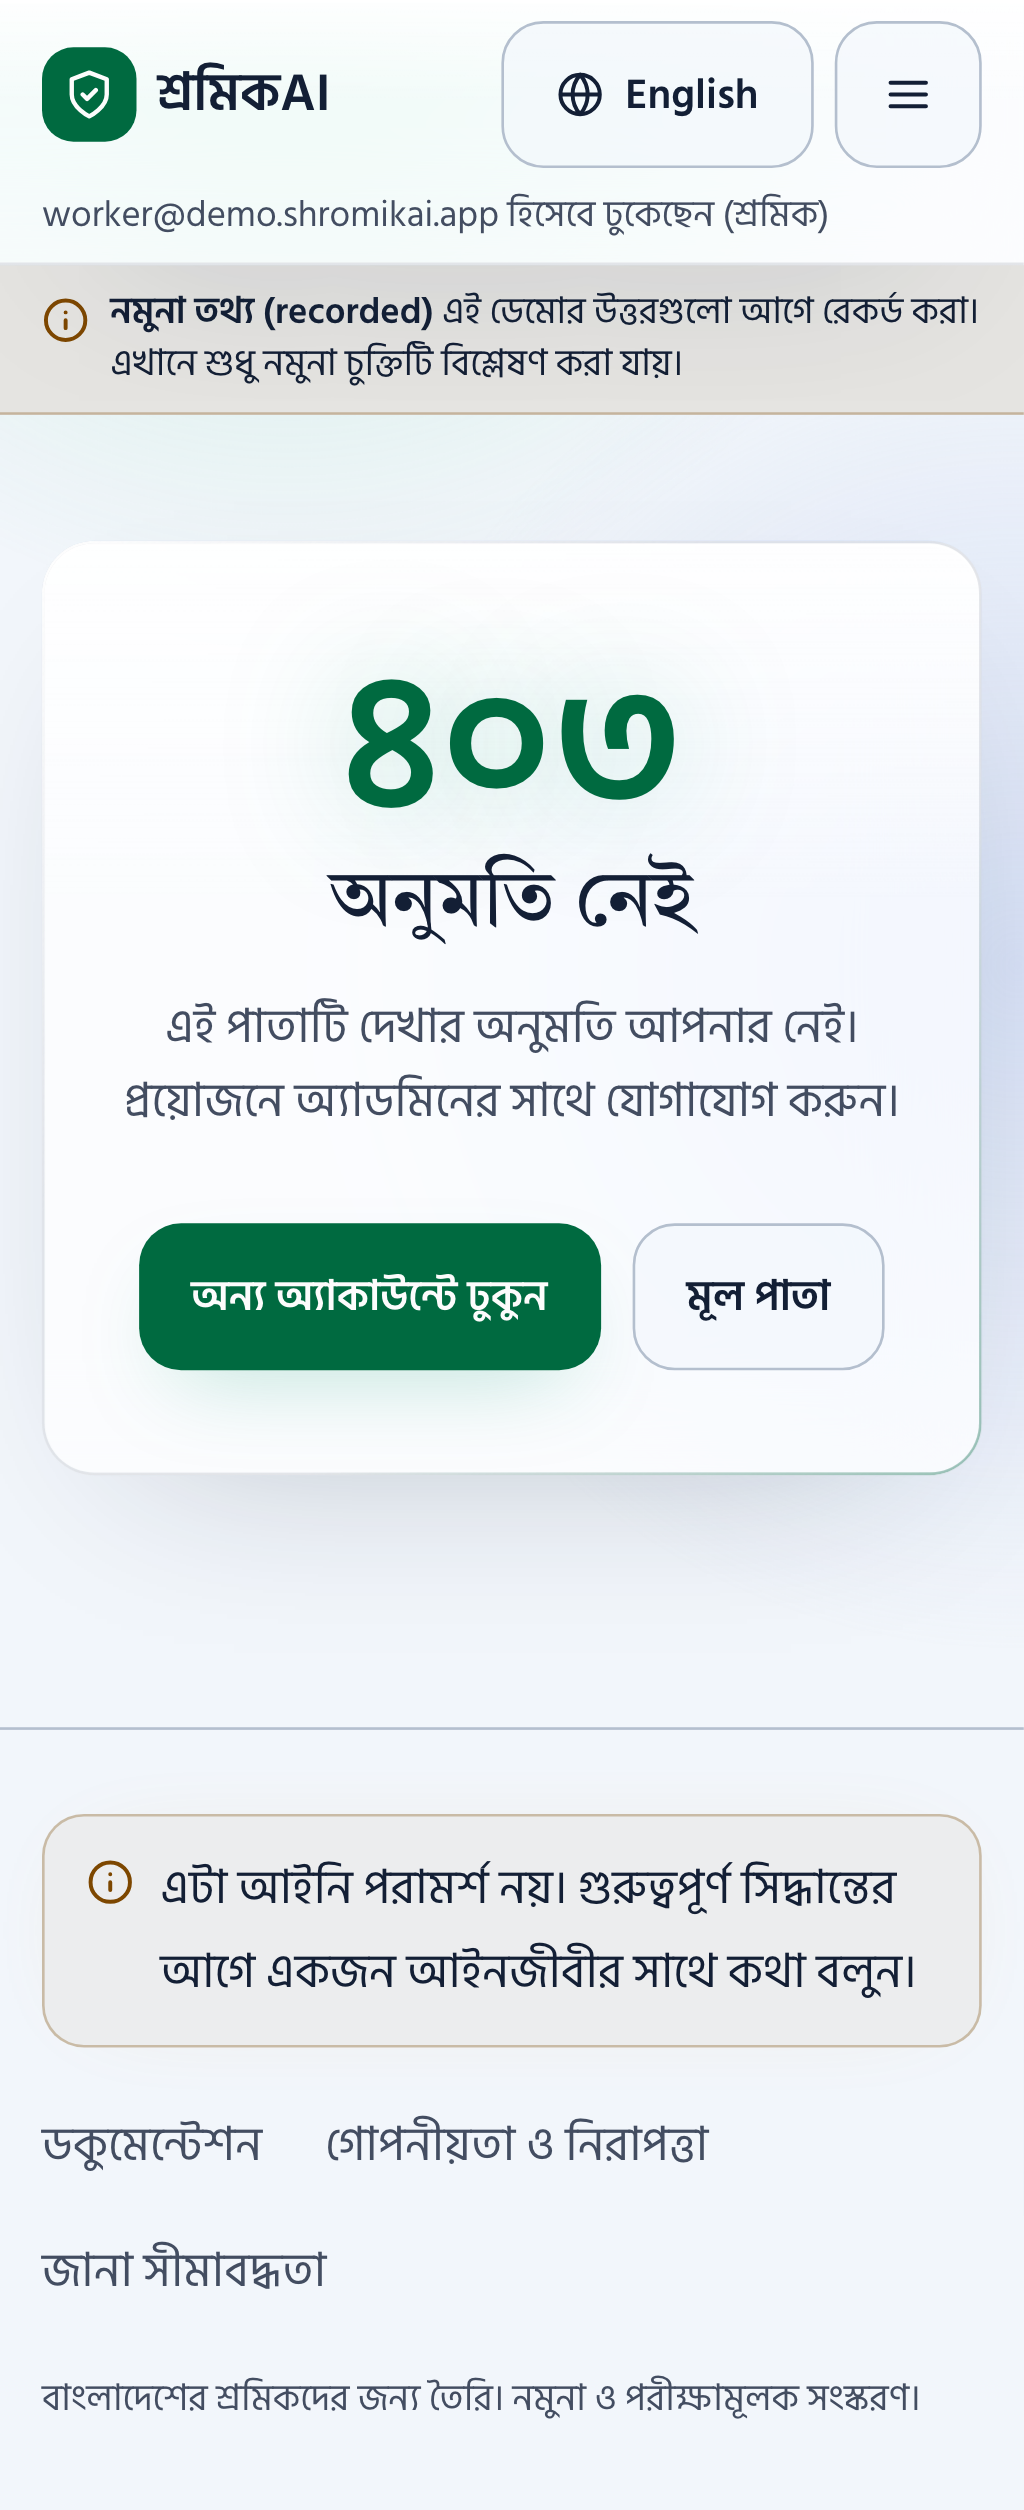 শ্রমিকAI
English
worker@demo.shromikai.app হিসেবে ঢুকেছেন (শ্রমিক)
নমুনা তথ্য (recorded) এই ডেমোর উত্তরগুলো আগে রেকর্ড করা।
এখানে শুধু নমুনা চুক্তিটি বিশ্লেষণ করা যায়।
৪০৩
অনুমতি নেই
এই পাতাটি দেখার অনুমতি আপনার নেই।
প্রয়োজনে অ্যাডমিনের সাথে যোগাযোগ করুন।
অন্য অ্যাকাউন্টে ঢুকুন
মূল পাতা
এটা আইনি পরামর্শ নয়। গুরুত্বপূর্ণ সিদ্ধান্তের
আগে একজন আইনজীবীর সাথে কথা বলুন।
ডকুমেন্টেশন
গোপনীয়তা ও নিরাপত্তা
জানা সীমাবদ্ধতা
বাংলাদেশের শ্রমিকদের জন্য তৈরি। নমুনা ও পরীক্ষামূলক সংস্করণ।